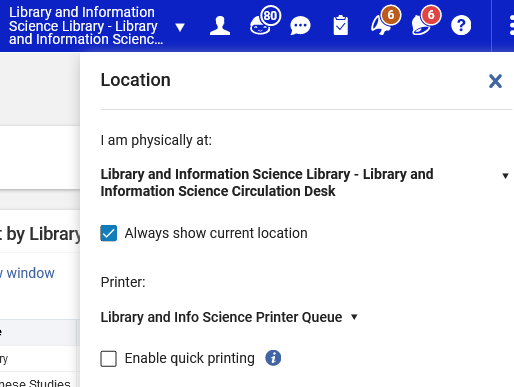 Library and Information
Science Library - Library
and Information Scienc...
80
6
6
?
Location
I am physically at:
Library and Information Science Library - Library and
Information Science Circulation Desk
Always show current location
Printer:
Library and Info Science Printer Queue
Enable quick printing
i
t by Library
window
e
ry
nese Studies